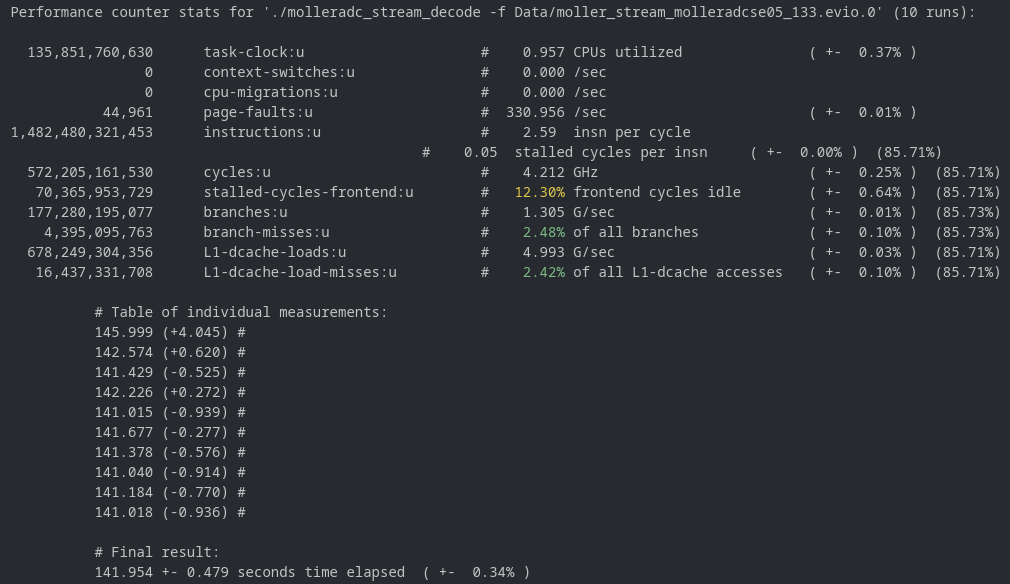 Performance counter stats for './molleradc_stream_decode -f Data/moller_stream_molleradcse05_133.evio.0' (10 runs):
135,851,760,630 task-clock:u # 0.957 CPUs utilized ( +- 0.37% )
0 context-switches:u # 0.000 /sec
0 cpu-migrations:u # 0.000 /sec
44,961 page-faults:u # 330.956 /sec ( +- 0.01% )
1,482,480,321,453 instructions:u # 2.59 insn per cycle
# 0.05 stalled cycles per insn ( +- 0.00% ) (85.71%)
572,205,161,530 cycles:u # 4.212 GHz ( +- 0.25% ) (85.71%)
70,365,953,729 stalled-cycles-frontend:u # 12.30% frontend cycles idle ( +- 0.64% ) (85.71%)
177,280,195,077 branches:u # 1.305 G/sec ( +- 0.01% ) (85.73%)
4,395,095,763 branch-misses:u # 2.48% of all branches ( +- 0.10% ) (85.73%)
678,249,304,356 L1-dcache-loads:u # 4.993 G/sec ( +- 0.03% ) (85.71%)
16,437,331,708 L1-dcache-load-misses:u # 2.42% of all L1-dcache accesses ( +- 0.10% ) (85.71%)
# Table of individual measurements:
145.999 (+4.045) #
142.574 (+0.620) #
141.429 (-0.525) #
142.226 (+0.272) #
141.015 (-0.939) #
141.677 (-0.277) #
141.378 (-0.576) #
141.040 (-0.914) #
141.184 (-0.770) #
141.018 (-0.936) #
# Final result:
141.954 +- 0.479 seconds time elapsed ( +- 0.34% )